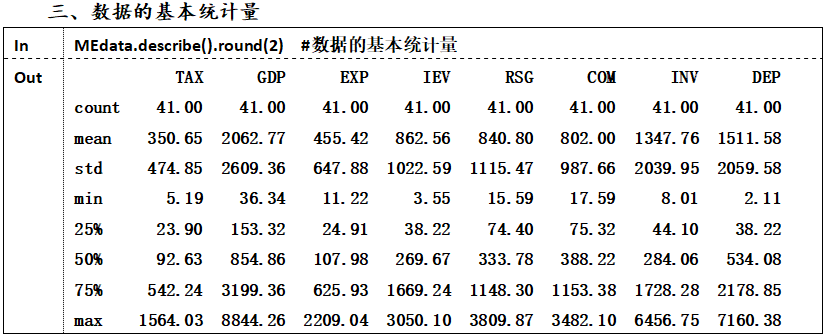 三、数据的基本统计量
In MEdata.describe().round(2) #数据的基本统计量
Out TAX GDP EXP IEV RSG COM INV DEP
count 41.00 41.00 41.00 41.00 41.00 41.00 41.00 41.00
mean 350.65 2062.77 455.42 862.56 840.80 802.00 1347.76 1511.58
std 474.85 2609.36 647.88 1022.59 1115.47 987.66 2039.95 2059.58
min 5.19 36.34 11.22 3.55 15.59 17.59 8.01 2.11
25% 23.90 153.32 24.91 38.22 74.40 75.32 44.10 38.22
50% 92.63 854.86 107.98 269.67 333.78 388.22 284.06 534.08
75% 542.24 3199.36 625.93 1669.24 1148.30 1153.38 1728.28 2178.85
max 1564.03 8844.26 2209.04 3050.10 3809.87 3482.10 6456.75 7160.38